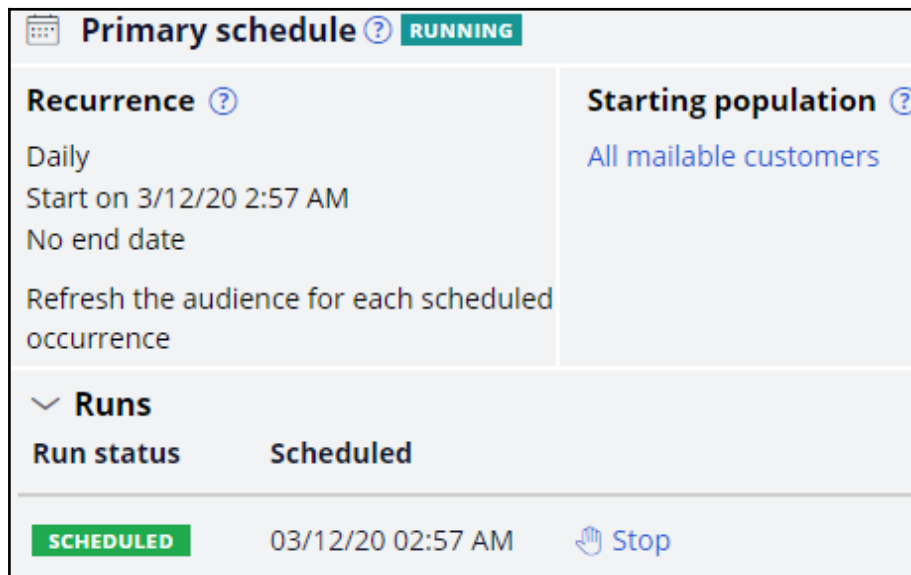 Primary schedule ? RUNNING
Recurrence ?
Daily
Start on 3/12/20 2:57 AM
No end date
Refresh the audience for each scheduled
occurrence
Starting population ?
All mailable customers
Runs
Run status Scheduled
SCHEDULED 03/12/20 02:57 AM Stop